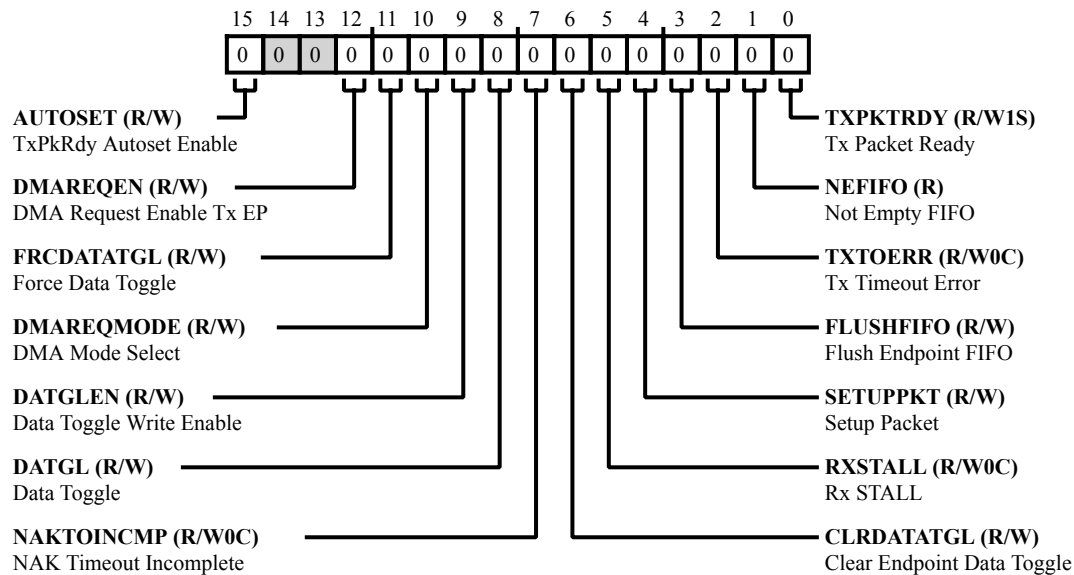 15 14 13 12 11 10 9 8 7 6 5 4 3 2 1 0
0 0 0 0 0 0 0 0 0 0 0 0 0 0 0 0
AUTOSET (R/W)
TxPkRdy Autoset Enable
DMAREQEN (R/W)
DMA Request Enable Tx EP
FRCDATATGL (R/W)
Force Data Toggle
DMAREQMODE (R/W)
DMA Mode Select
DATGLEN (R/W)
Data Toggle Write Enable
DATGL (R/W)
Data Toggle
NAKTOINCMP (R/W0C)
NAK Timeout Incomplete
TXPKTRDY (R/W1S)
Tx Packet Ready
NEFIFO (R)
Not Empty FIFO
TXTOERR (R/W0C)
Tx Timeout Error
FLUSHFIFO (R/W)
Flush Endpoint FIFO
SETUPPKT (R/W)
Setup Packet
RXSTALL (R/W0C)
Rx STALL
CLRDATATGL (R/W)
Clear Endpoint Data Toggle